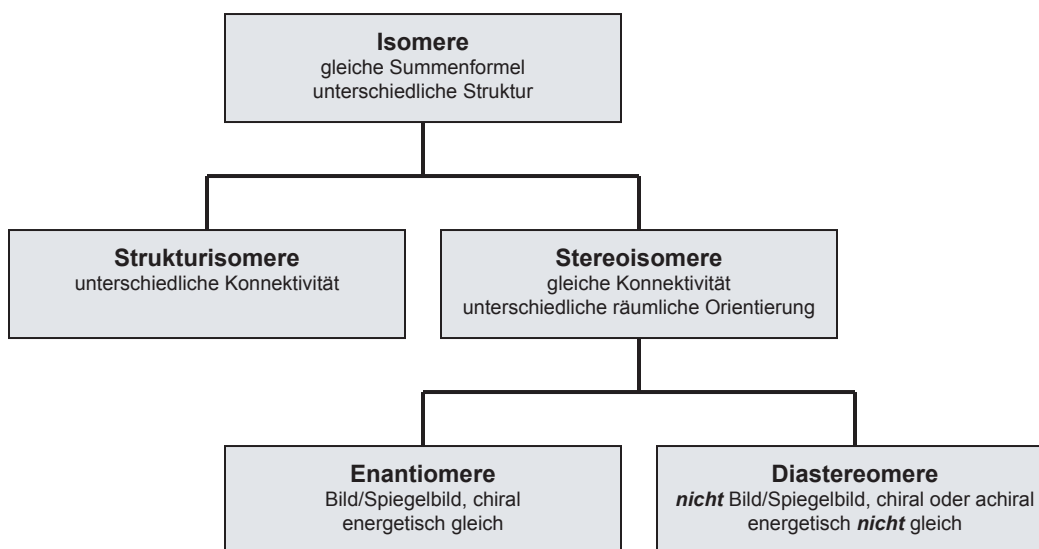 Isomere
gleiche Summenformel
unterschiedliche Struktur
Strukturisomere
unterschiedliche Konnektivität
Stereoisomere
gleiche Konnektivität
unterschiedliche räumliche Orientierung
Enantiomere
Bild/Spiegelbild, chiral
energetisch gleich
Diastereomere
nicht Bild/Spiegelbild, chiral oder achiral
energetisch nicht gleich